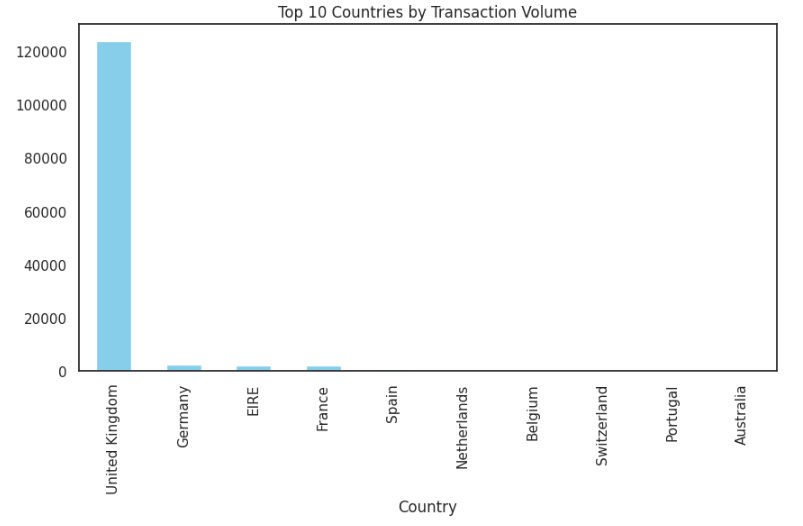 Top 10 Countries by Transaction Volume
120000
100000
80000
60000
40000
20000
0
United Kingdom
Germany
EIRE
France
Spain
Netherlands
Belgium
Switzerland
Portugal
Australia
Country